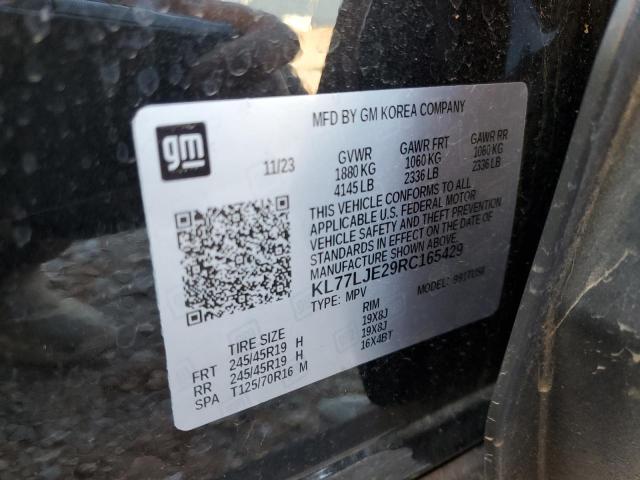 MFD BY GM KOREA COMPANY
gm
11/23
GVWR GAWR FRT GAWR RR
1880 KG 1060 KG 1060 KG
4145 LB 2336 LB 2336 LB
THIS VEHICLE CONFORMS TO ALL
APPLICABLE U.S. FEDERAL MOTOR
VEHICLE SAFETY AND THEFT PREVENTION
STANDARDS IN EFFECT ON THE DATE OF
MANUFACTURE SHOWN ABOVE.
KL77LJE29RC165429
TYPE: MPV MODEL:
TIRE SIZE RIM
FRT 245/45R19 H 19X8J
RR 245/45R19 H 19X8J
SPA T125/70R16 M 16X4BT